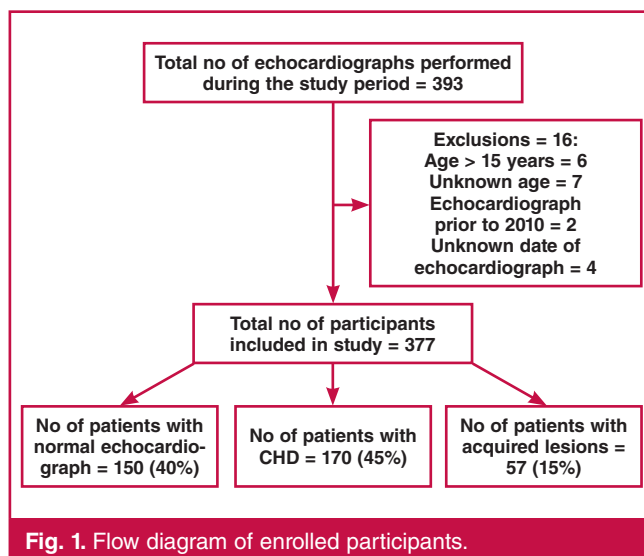 Total no of echocardiographs performed
during the study period = 393
Exclusions = 16:
Age > 15 years = 6
Unknown age = 7
Echocardiograph
prior to 2010 = 2
Unknown date of
echocardiograph = 4
Total no of participants
included in study = 377
No of patients with
normal echocardio-
graph = 150 (40%)
No of patients with
CHD = 170 (45%)
No of patients with
acquired lesions =
57 (15%)
Fig. 1. Flow diagram of enrolled participants.